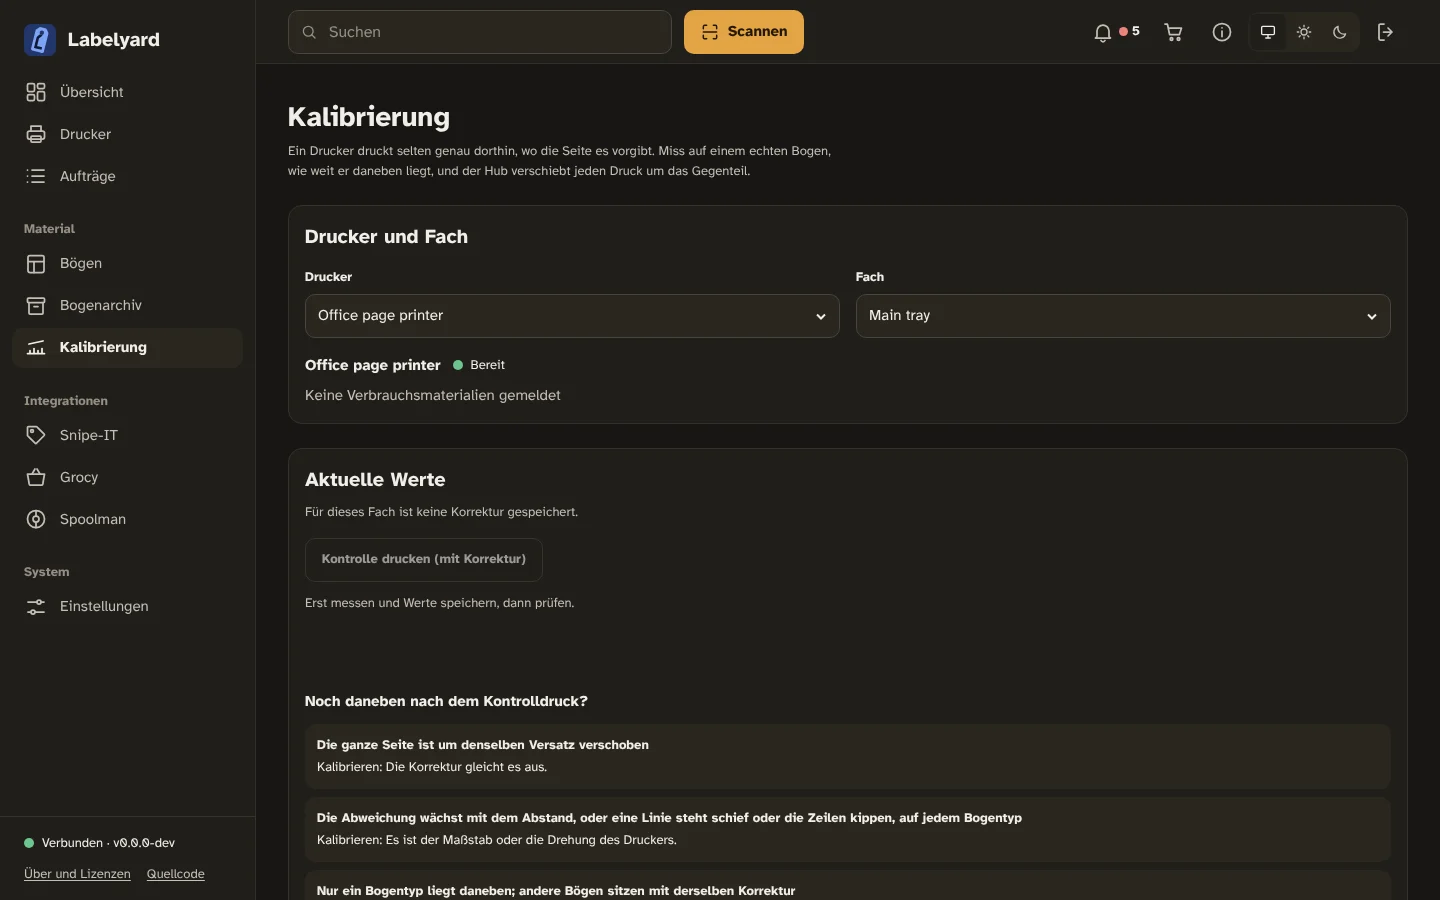 Labelyard
Suchen
Scannen
5
Übersicht
Drucker
Aufträge
Material
Bögen
Bogenarchiv
Kalibrierung
Integrationen
Snipe-IT
Grocy
Spoolman
System
Einstellungen
Verbunden · v0.0.0-dev
Über und Lizenzen Quellcode
Kalibrierung
Ein Drucker druckt selten genau dorthin, wo die Seite es vorgibt. Miss auf einem echten Bogen,
wie weit er daneben liegt, und der Hub verschiebt jeden Druck um das Gegenteil.
Drucker und Fach
Drucker Fach
Office page printer Main tray
Office page printer Bereit
Keine Verbrauchsmaterialien gemeldet
Aktuelle Werte
Für dieses Fach ist keine Korrektur gespeichert.
Kontrolle drucken (mit Korrektur)
Erst messen und Werte speichern, dann prüfen.
Noch daneben nach dem Kontrolldruck?
Die ganze Seite ist um denselben Versatz verschoben
Kalibrieren: Die Korrektur gleicht es aus.
Die Abweichung wächst mit dem Abstand, oder eine Linie steht schief oder die Zeilen kippen, auf jedem Bogentyp
Kalibrieren: Es ist der Maßstab oder die Drehung des Druckers.
Nur ein Bogentyp liegt daneben; andere Bögen sitzen mit derselben Korrektur